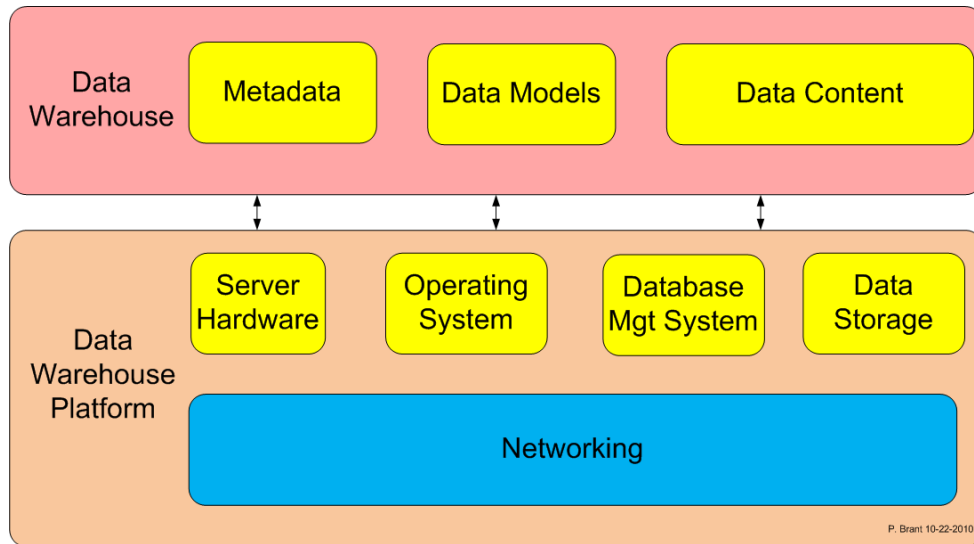 Data
Warehouse
Metadata
Data Models
Data Content
Data
Warehouse
Platform
Server
Hardware
Operating
System
Database
Mgt System
Data
Storage
Networking
P. Brant 10-22-2010